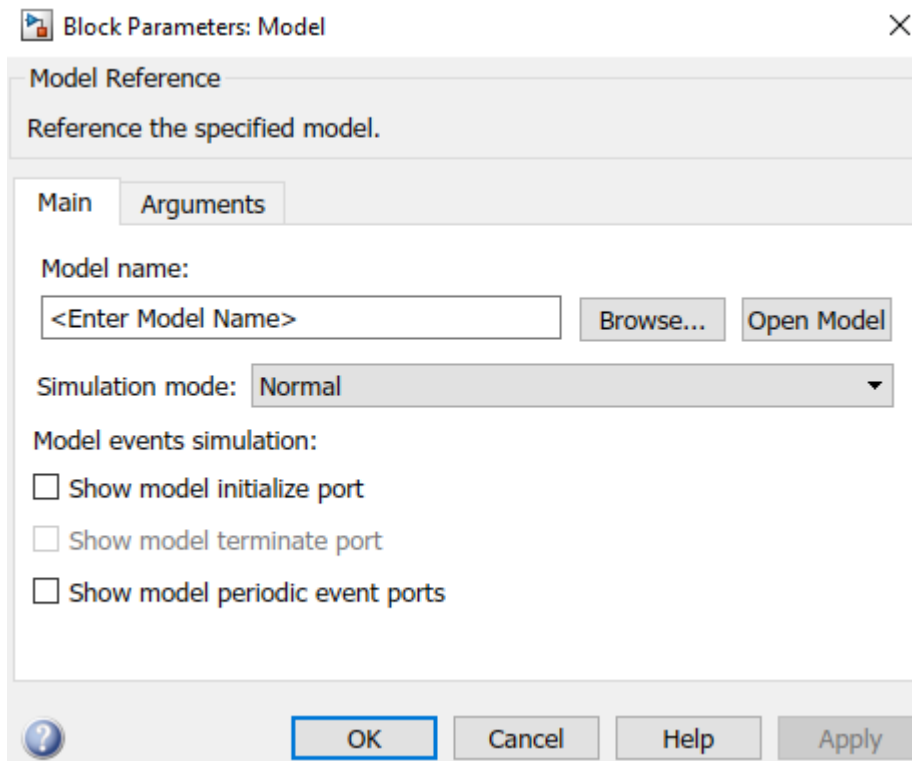 Block Parameters: Model
Model Reference
Reference the specified model.
Main Arguments
Model name:
<Enter Model Name> Browse... Open Model
Simulation mode: Normal
Model events simulation:
Show model initialize port
Show model terminate port
Show model periodic event ports
? OK Cancel Help Apply